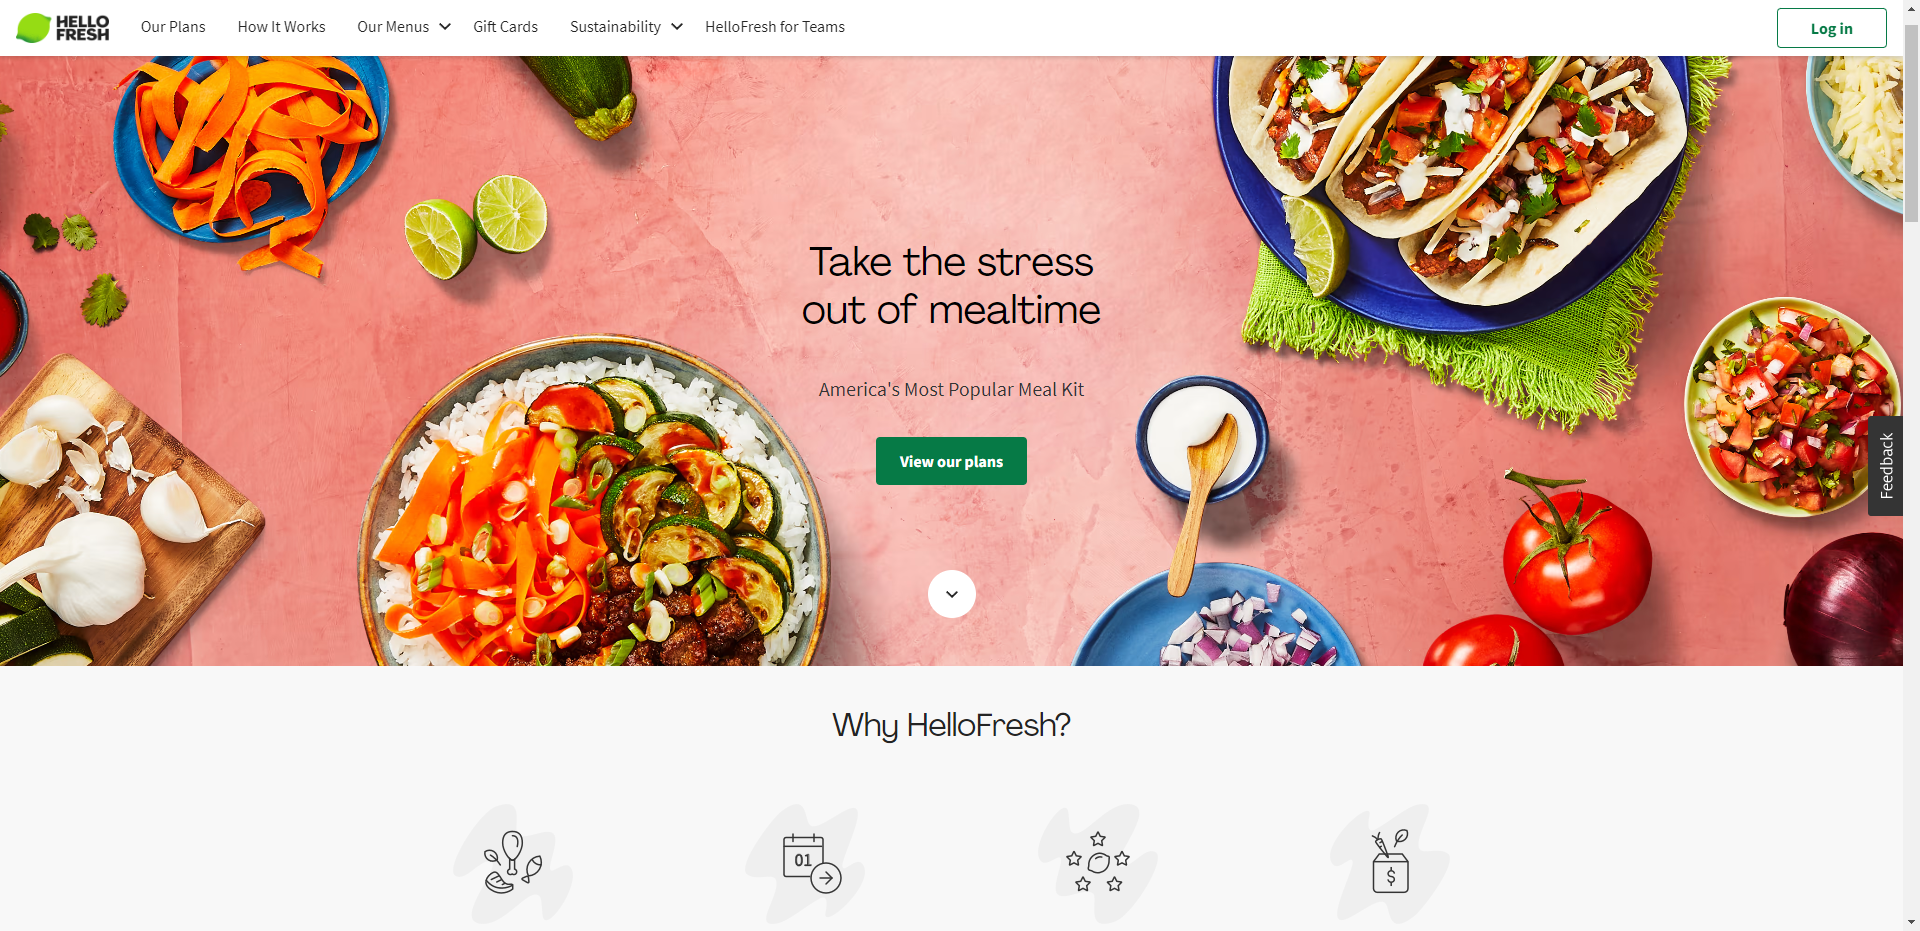 HELLO
FRESH
Our Plans
How It Works
Our Menus
Gift Cards
Sustainability
HelloFresh for Teams
Log in
Take the stress
out of mealtime
America's Most Popular Meal Kit
View our plans
Feedback
Why HelloFresh?
01
$